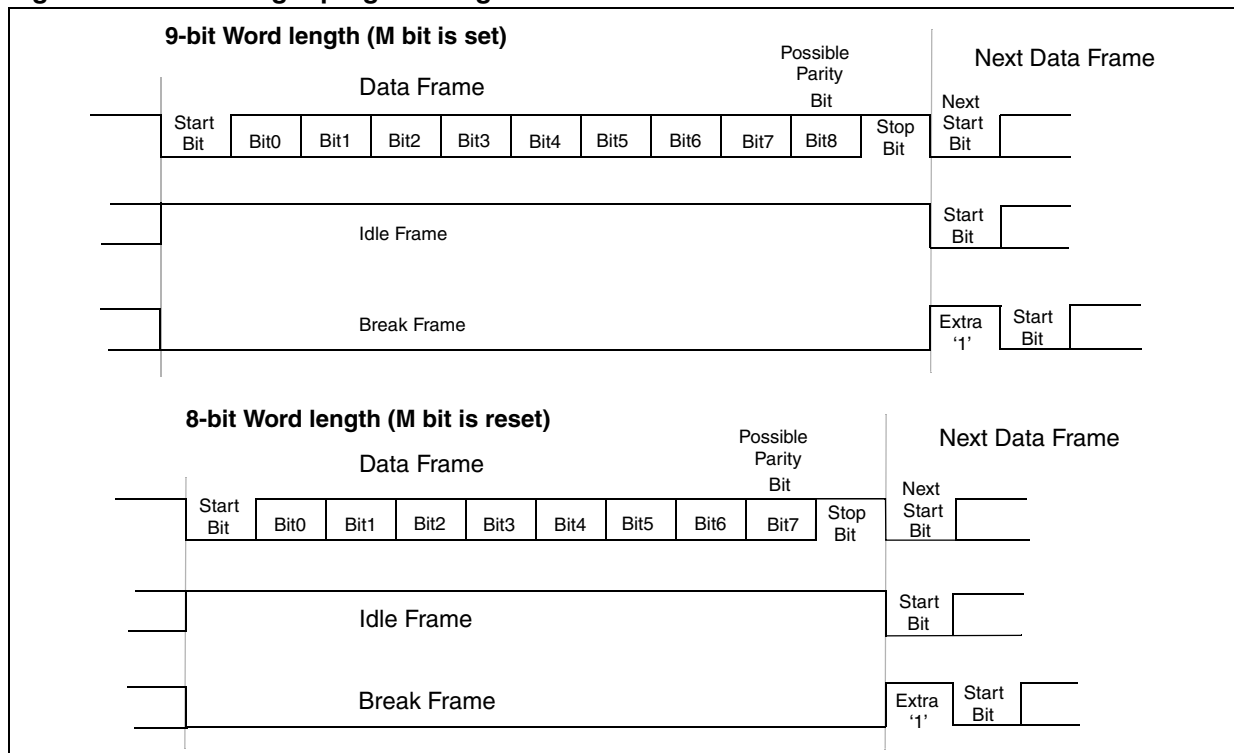 9-bit Word length (M bit is set)
Possible
Parity
Bit
Next Data Frame
Data Frame
Start
Bit
Bit0
Bit1
Bit2
Bit3
Bit4
Bit5
Bit6
Bit7
Bit8
Stop
Bit
Next
Start
Bit
Idle Frame
Start
Bit
Break Frame
Extra
‘1’
Start
Bit
8-bit Word length (M bit is reset)
Possible
Parity
Bit
Next Data Frame
Data Frame
Start
Bit
Bit0
Bit1
Bit2
Bit3
Bit4
Bit5
Bit6
Bit7
Stop
Bit
Next
Start
Bit
Idle Frame
Start
Bit
Break Frame
Extra
‘1’
Start
Bit